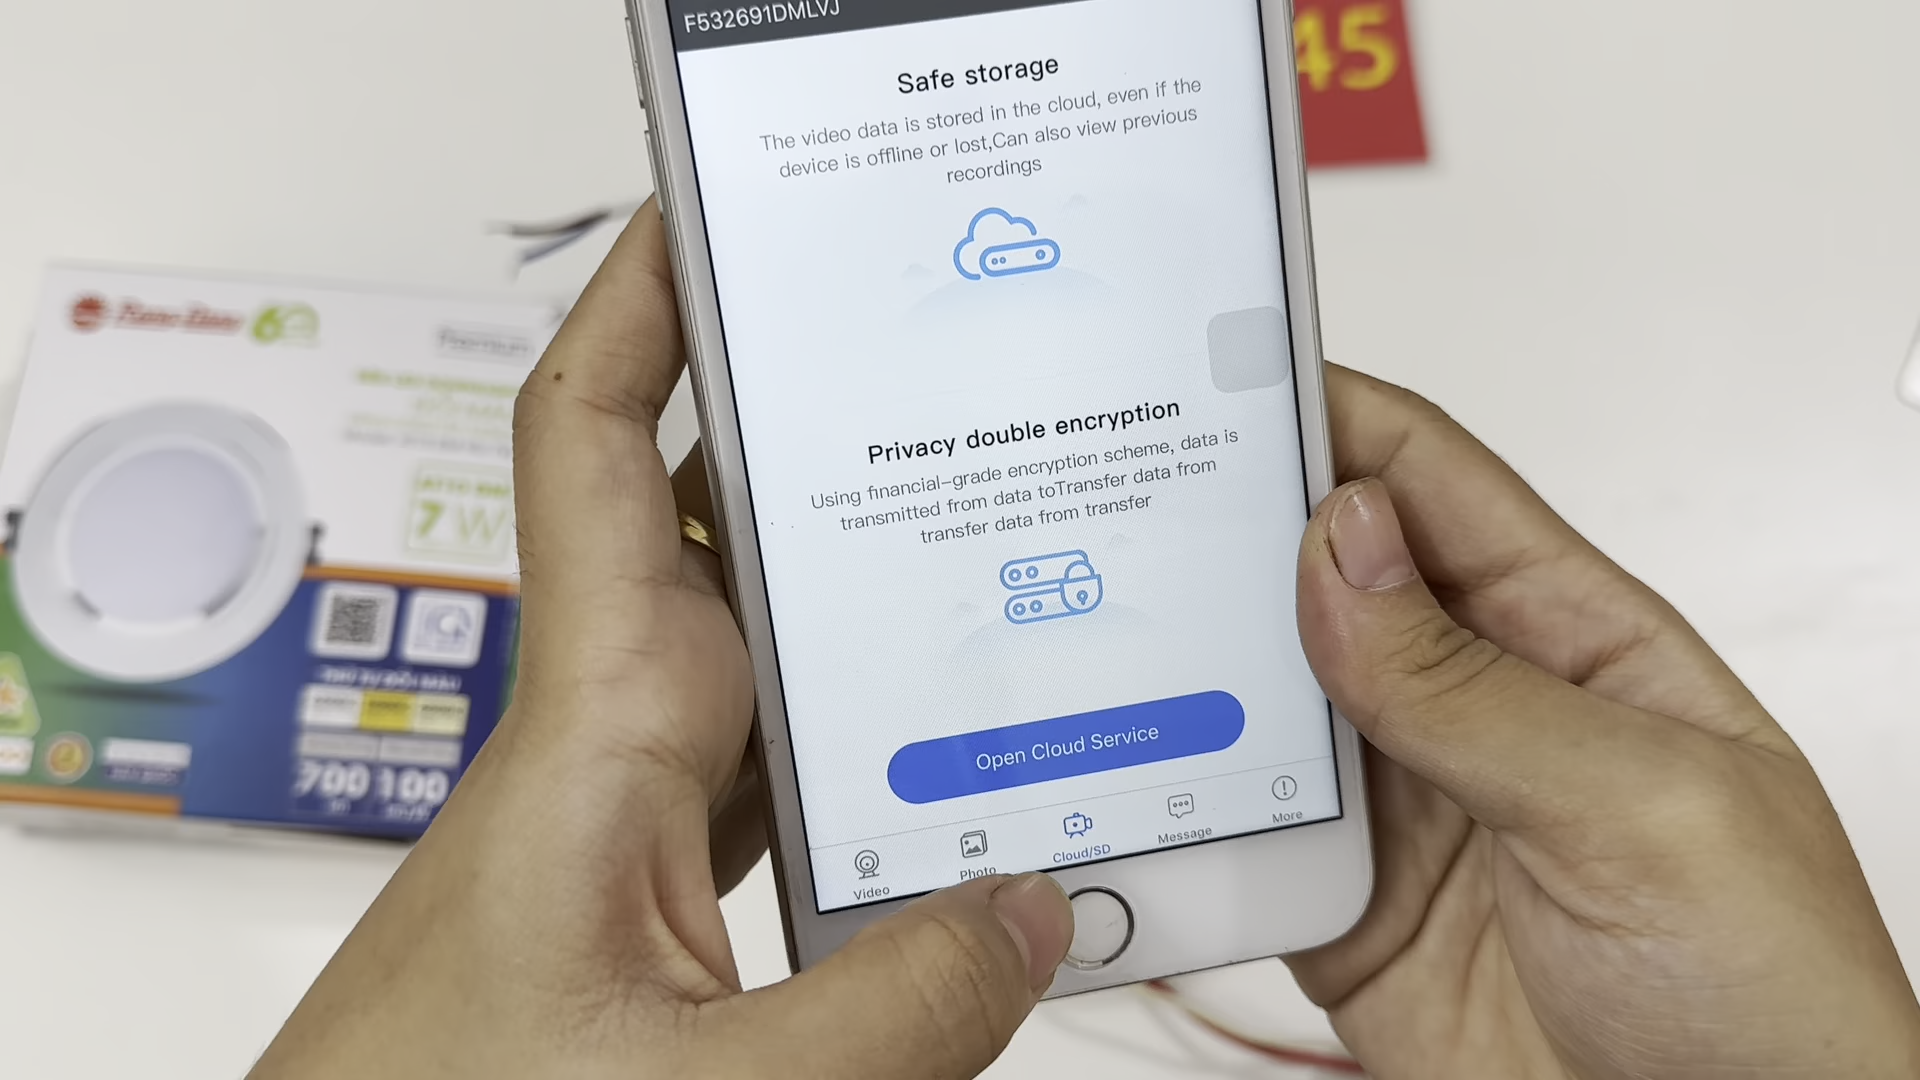 F532691DMLVJ
45
Safe storage
The video data is stored in the cloud, even if the
device is offline or lost,Can also view previous
recordings
Privacy double encryption
Using financial-grade encryption scheme, data is
transmitted from data toTransfer data from
transfer data from transfer
Open Cloud Service
Video
Photo
Cloud/SD
Message
More
Premium
7W
700 100